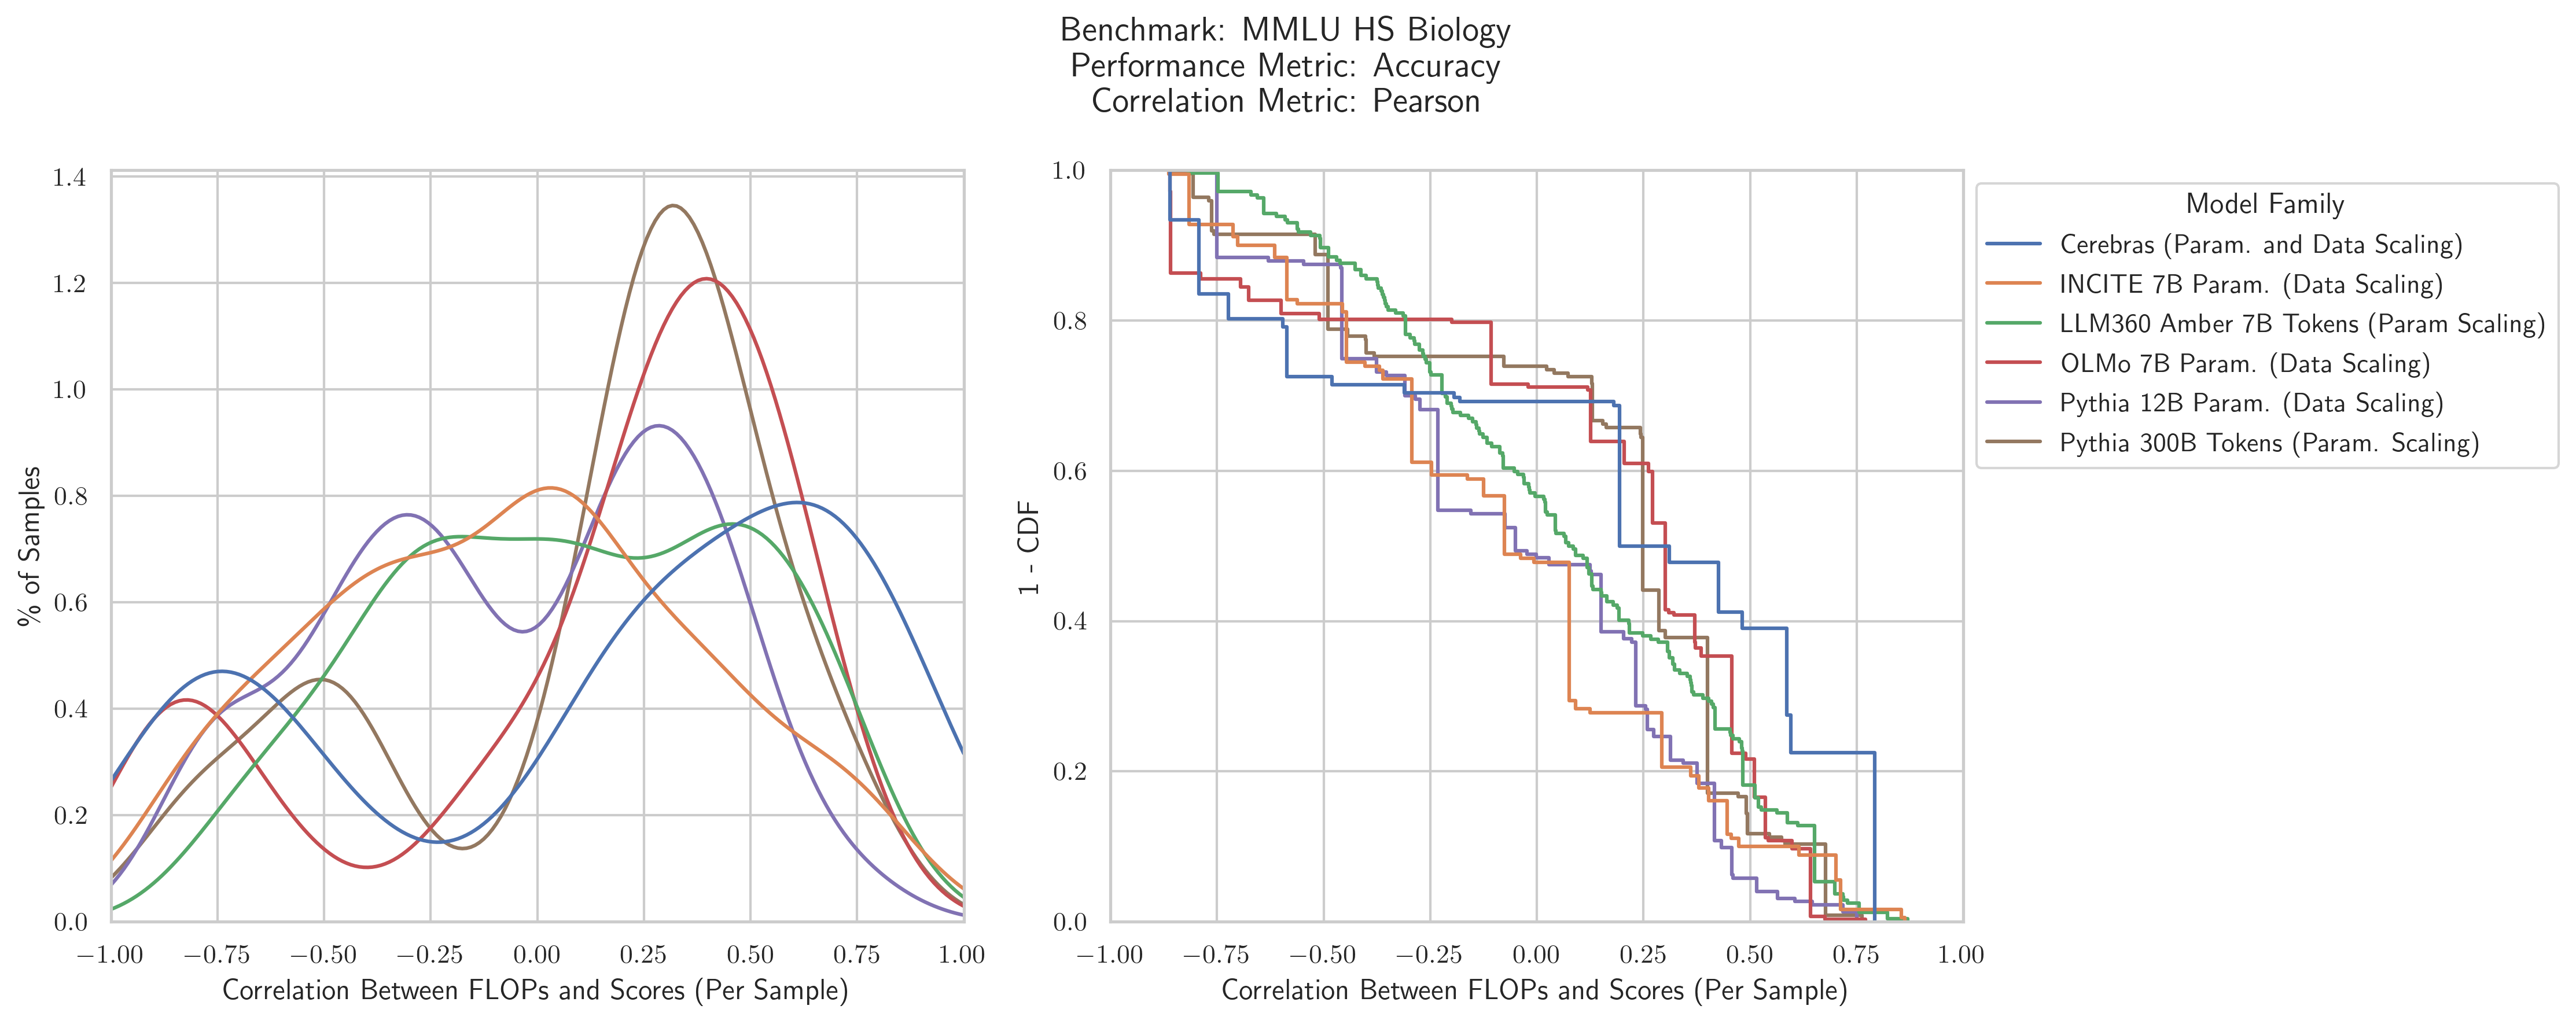 Benchmark: MMLU HS Biology
Performance Metric: Accuracy
Correlation Metric: Pearson
% of Samples
1.4
1.2
1.0
0.8
0.6
0.4
0.2
0.0
−1.00 −0.75 −0.50 −0.25 0.00 0.25 0.50 0.75 1.00
Correlation Between FLOPs and Scores (Per Sample)
1 - CDF
1.0
0.8
0.6
0.4
0.2
0.0
−1.00 −0.75 −0.50 −0.25 0.00 0.25 0.50 0.75 1.00
Correlation Between FLOPs and Scores (Per Sample)
Model Family
Cerebras (Param. and Data Scaling)
INCITE 7B Param. (Data Scaling)
LLM360 Amber 7B Tokens (Param Scaling)
OLMo 7B Param. (Data Scaling)
Pythia 12B Param. (Data Scaling)
Pythia 300B Tokens (Param. Scaling)